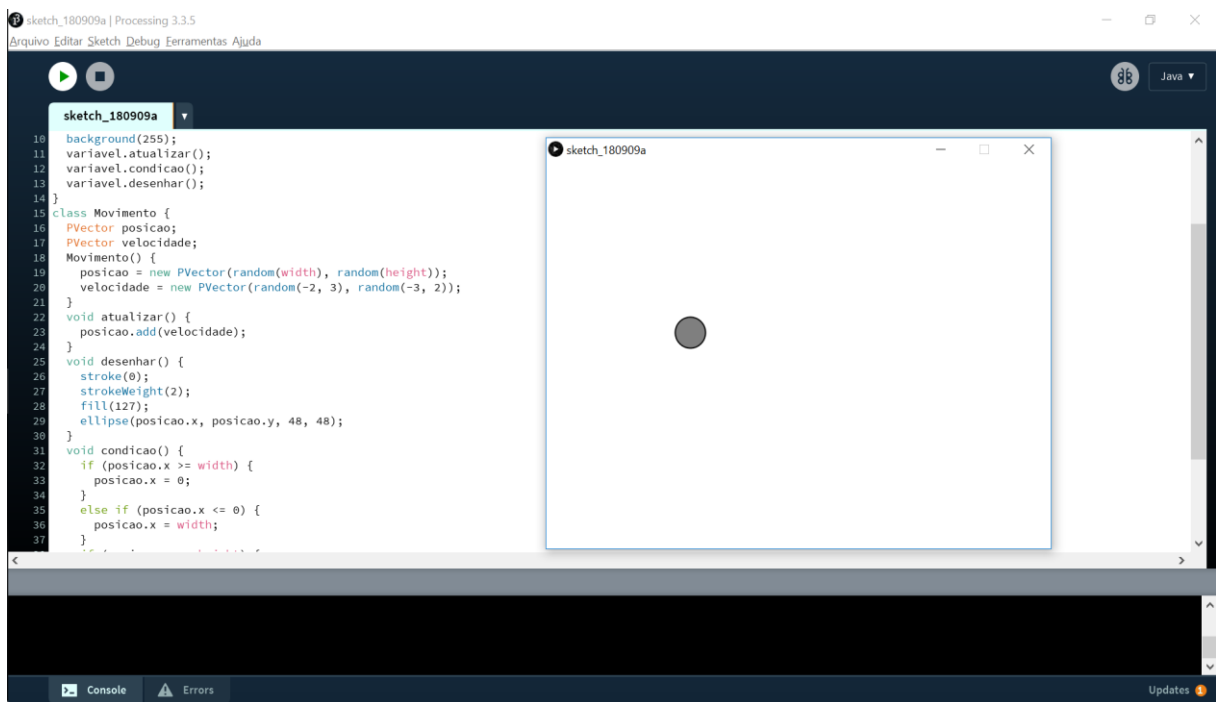 sketch_180909a | Processing 3.3.5
Arquivo Editar Sketch Debug Ferramentas Ajuda
Java
sketch_180909a
10 background(255);
11 variavel.atualizar();
12 variavel.condicao();
13 variavel.desenhar();
14 }
15 class Movimento {
16 PVector posicao;
17 PVector velocidade;
18 Movimento() {
19 posicao = new PVector(random(width), random(height));
20 velocidade = new PVector(random(-2, 3), random(-3, 2));
21 }
22 void atualizar() {
23 posicao.add(velocidade);
24 }
25 void desenhar() {
26 stroke(0);
27 strokeWeight(2);
28 fill(127);
29 ellipse(posicao.x, posicao.y, 48, 48);
30 }
31 void condicao() {
32 if (posicao.x >= width) {
33 posicao.x = 0;
34 }
35 else if (posicao.x <= 0) {
36 posicao.x = width;
37 }
sketch_180909a
Console
Errors
Updates 1